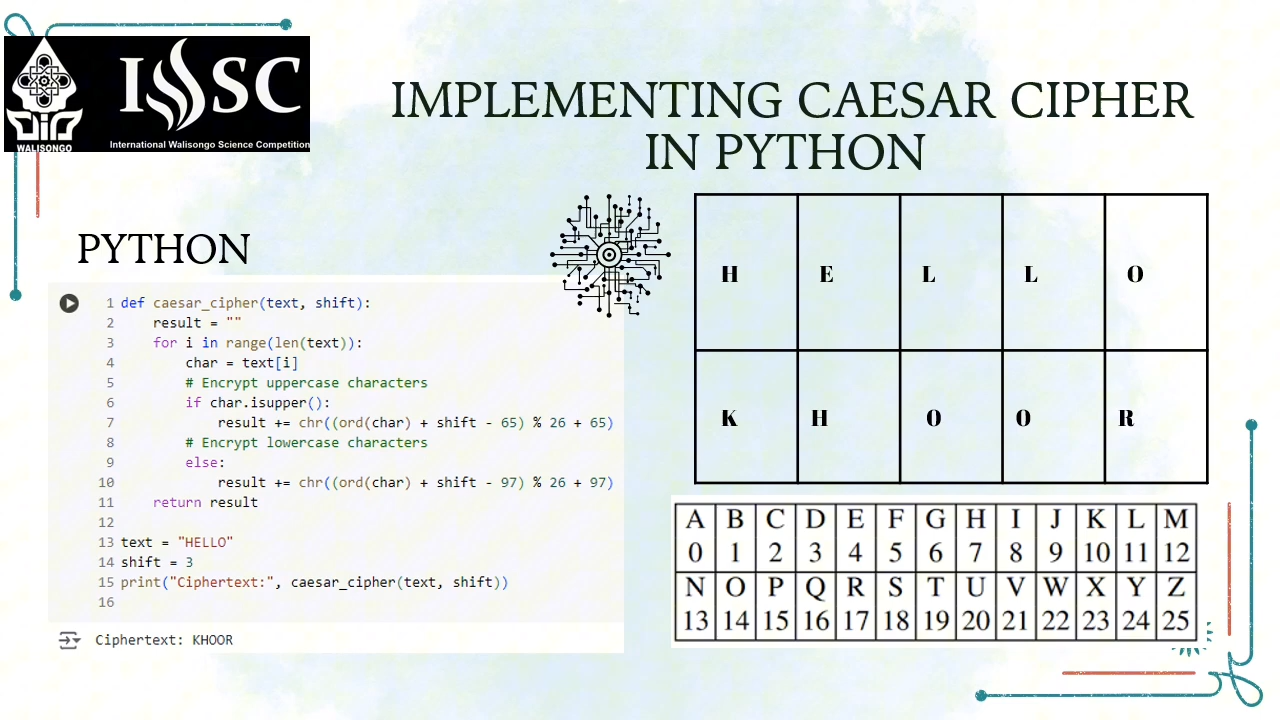 ISSC
WALISONGO
International Walisongo Science Competition
IMPLEMENTING CAESAR CIPHER
IN PYTHON
PYTHON
1 def caesar_cipher(text, shift):
2     result = ""
3     for i in range(len(text)):
4         char = text[i]
5         # Encrypt uppercase characters
6         if char.isupper():
7             result += chr((ord(char) + shift - 65) % 26 + 65)
8         # Encrypt lowercase characters
9         else:
10             result += chr((ord(char) + shift - 97) % 26 + 97)
11     return result
12
13 text = "HELLO"
14 shift = 3
15 print("Ciphertext:", caesar_cipher(text, shift))
16
Ciphertext: KHOOR
H E L L O
K H O O R
A B C D E F G H I J K L M
0 1 2 3 4 5 6 7 8 9 10 11 12
N O P Q R S T U V W X Y Z
13 14 15 16 17 18 19 20 21 22 23 24 25